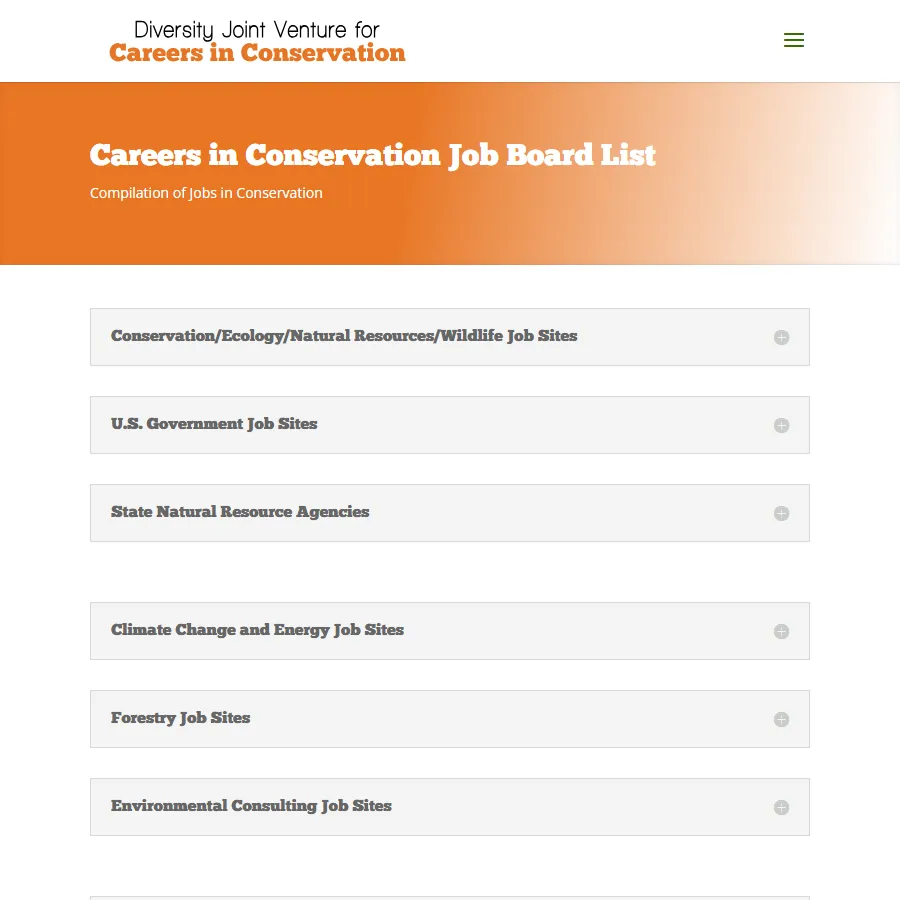 Diversity Joint Venture for
Careers in Conservation
Careers in Conservation Job Board List
Compilation of Jobs in Conservation
Conservation/Ecology/Natural Resources/Wildlife Job Sites
U.S. Government Job Sites
State Natural Resource Agencies
Climate Change and Energy Job Sites
Forestry Job Sites
Environmental Consulting Job Sites